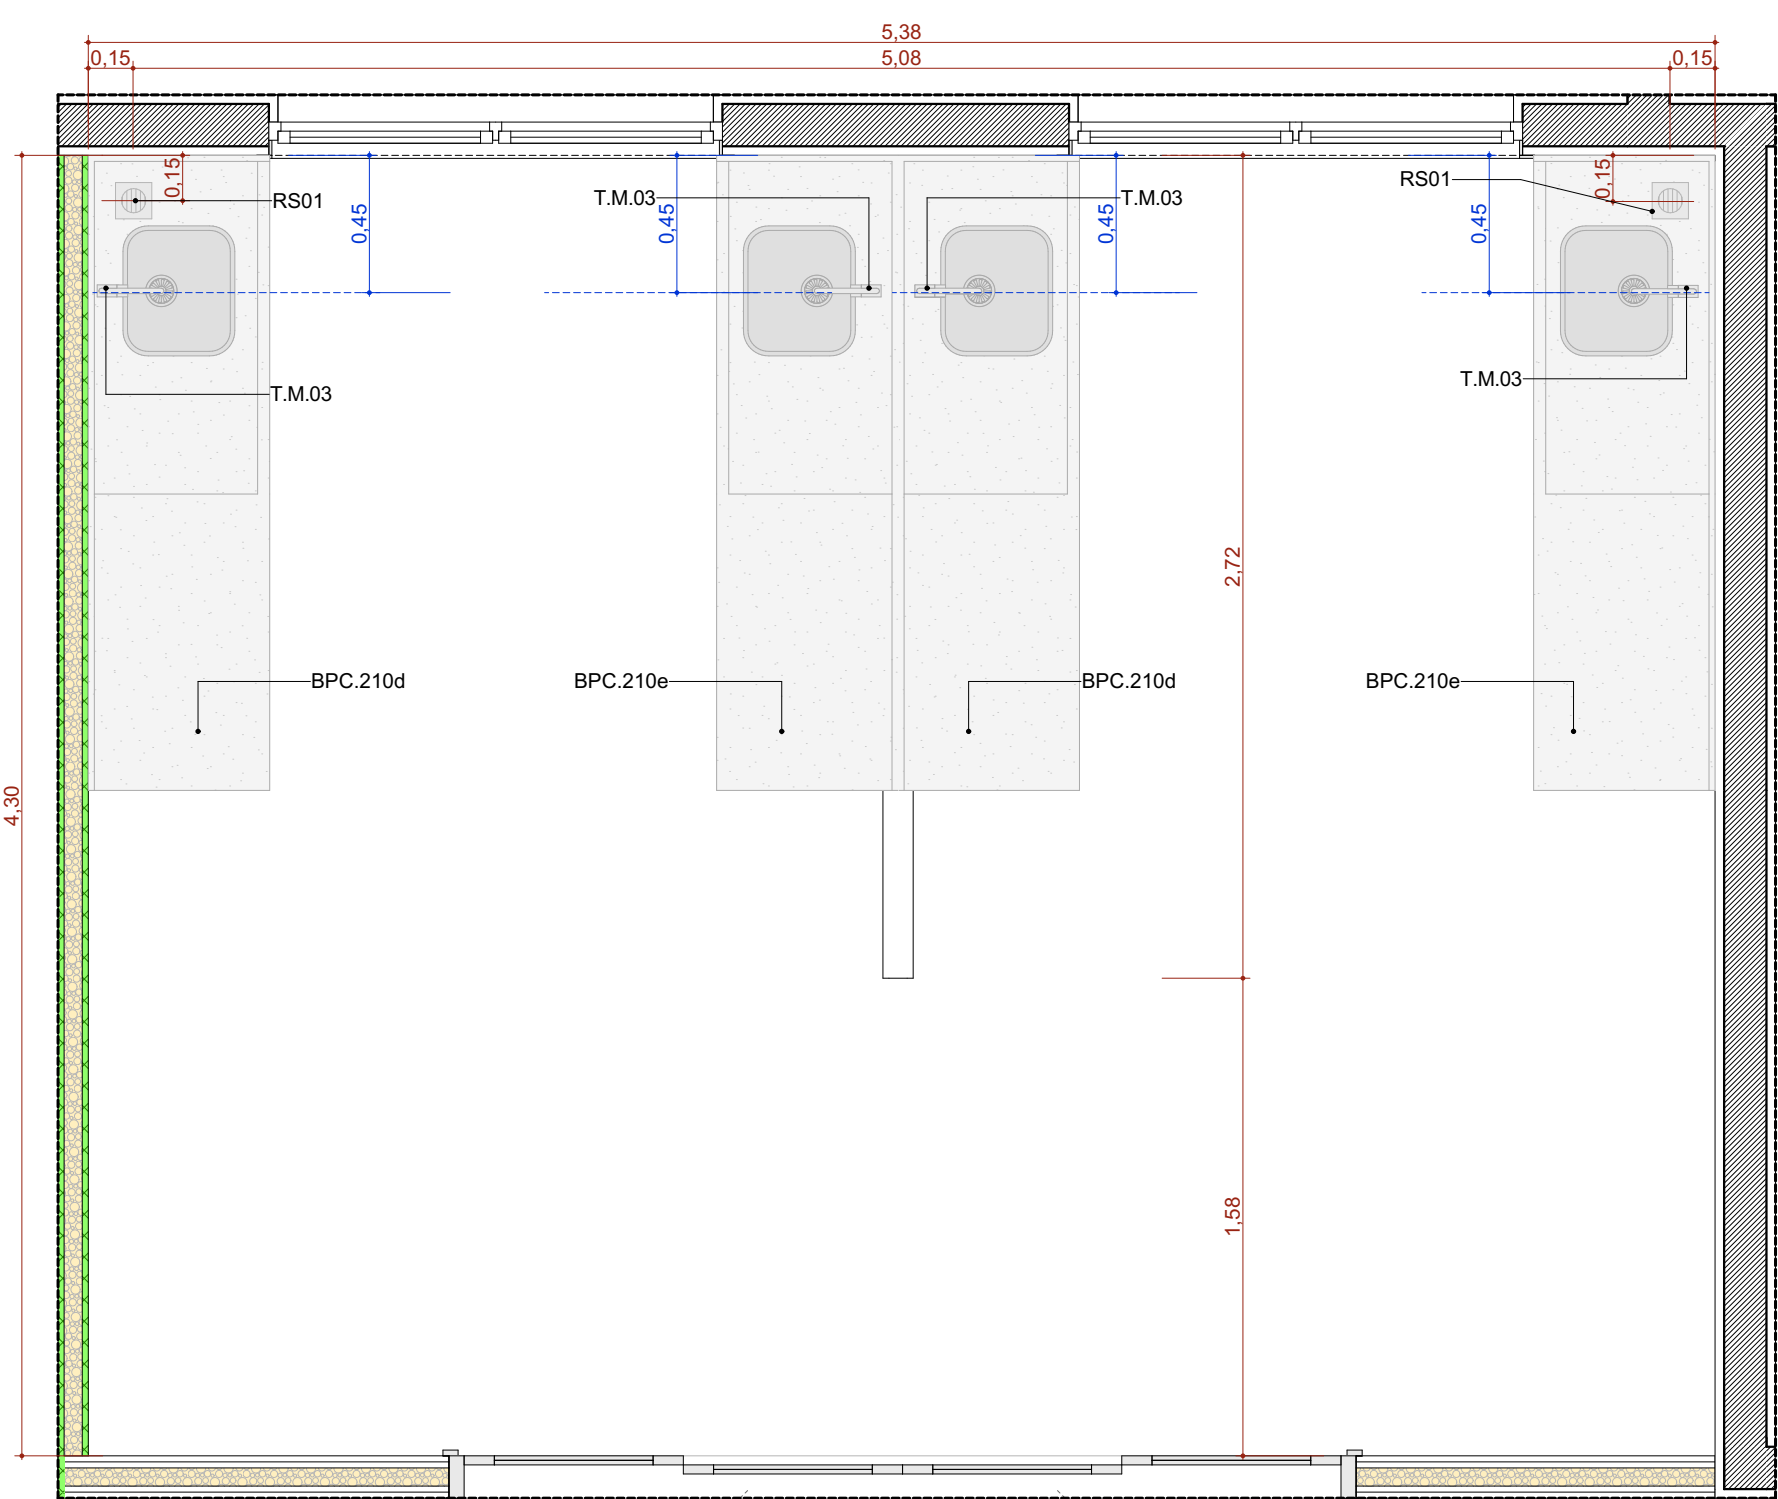 5,38
0,15 5,08 0,15
0,15 RS01 0,45 0,45 T.M.03 T.M.03 0,45 RS01 0,15 0,45
T.M.03 T.M.03
2,72
BPC.210d BPC.210e BPC.210d BPC.210e
4,30
1,58